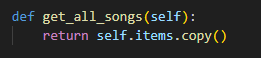 def get_all_songs(self):
    return self.items.copy()